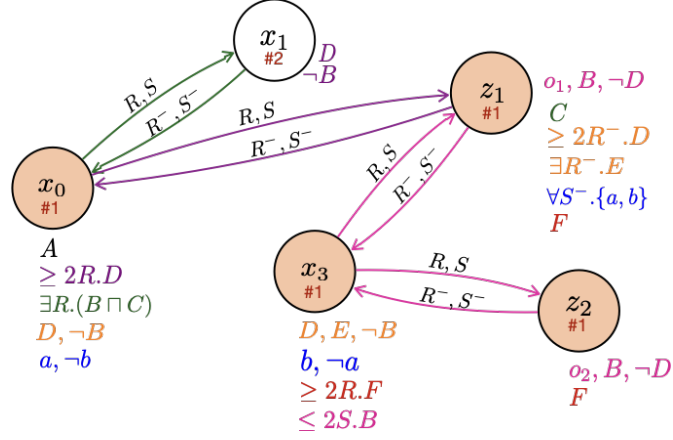 x₁
#2
D
¬B
R, S
R⁻, S⁻
R, S
R⁻, S⁻
z₁
#1
o₁, B, ¬D
C
≥ 2R⁻.D
∃R⁻.E
∀S⁻.{a, b}
F
x₀
#1
A
≥ 2R.D
∃R.(B ⊓ C)
D, ¬B
a, ¬b
R, S
R⁻, S⁻
x₃
#1
D, E, ¬B
b, ¬a
≥ 2R.F
≤ 2S.B
R, S
R⁻, S⁻
z₂
#1
o₂, B, ¬D
F